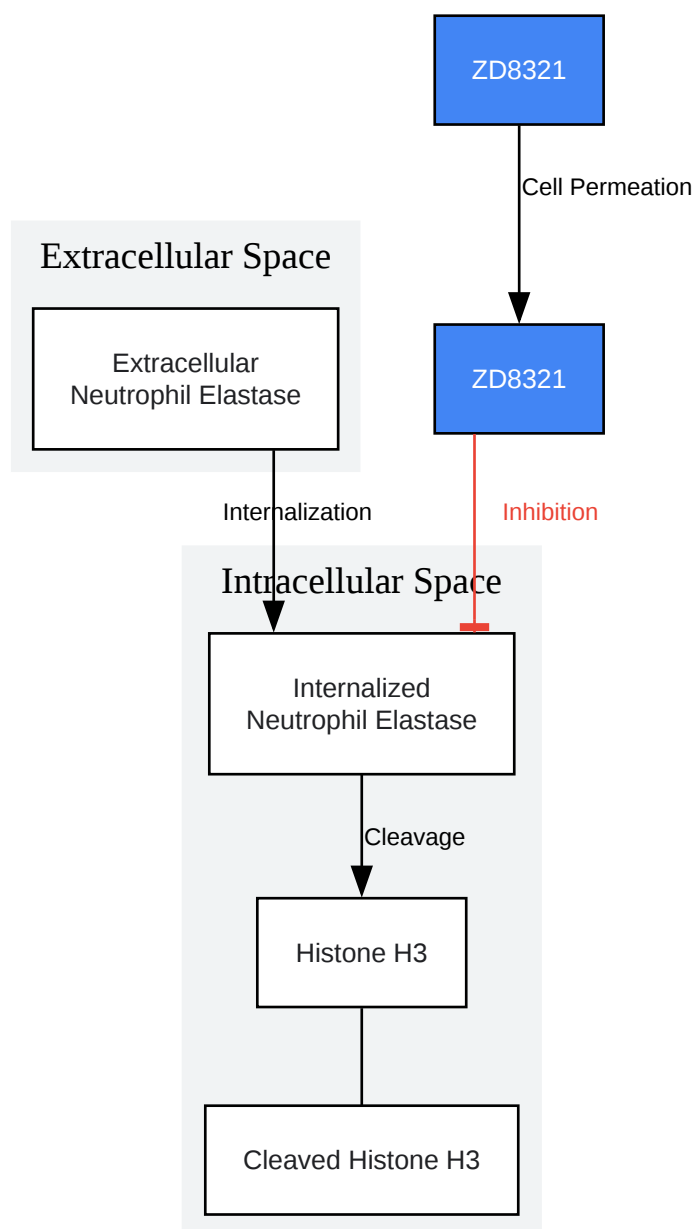 ZD8321
Cell Permeation
Extracellular Space
Extracellular
Neutrophil Elastase
ZD8321
Internalization
Inhibition
Intracellular Space
Internalized
Neutrophil Elastase
Cleavage
Histone H3
Cleaved Histone H3